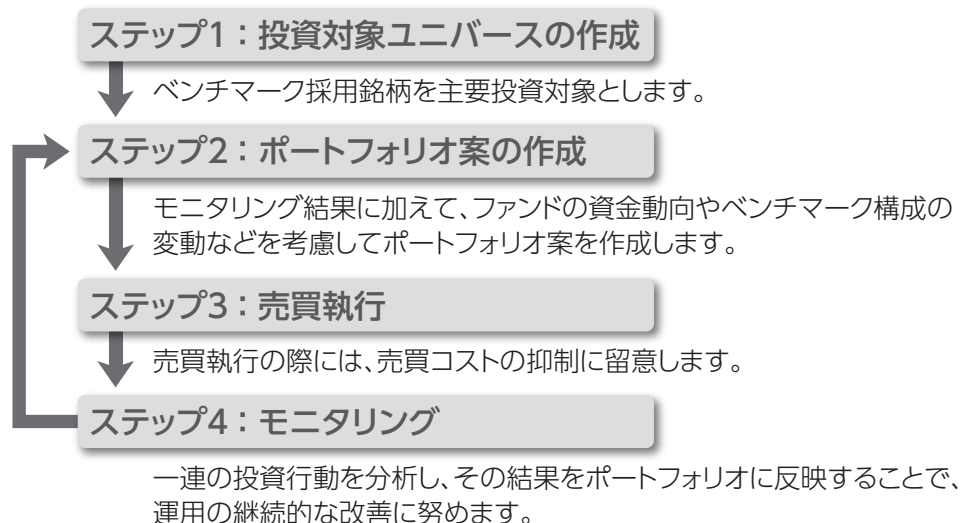 ステップ1：投資対象ユニバースの作成
ベンチマーク採用銘柄を主要投資対象とします。
ステップ2：ポートフォリオ案の作成
モニタリング結果に加えて、ファンドの資金動向やベンチマーク構成の
変動などを考慮してポートフォリオ案を作成します。
ステップ3：売買執行
売買執行の際には、売買コストの抑制に留意します。
ステップ4：モニタリング
一連の投資行動を分析し、その結果をポートフォリオに反映することで、
運用の継続的な改善に努めます。